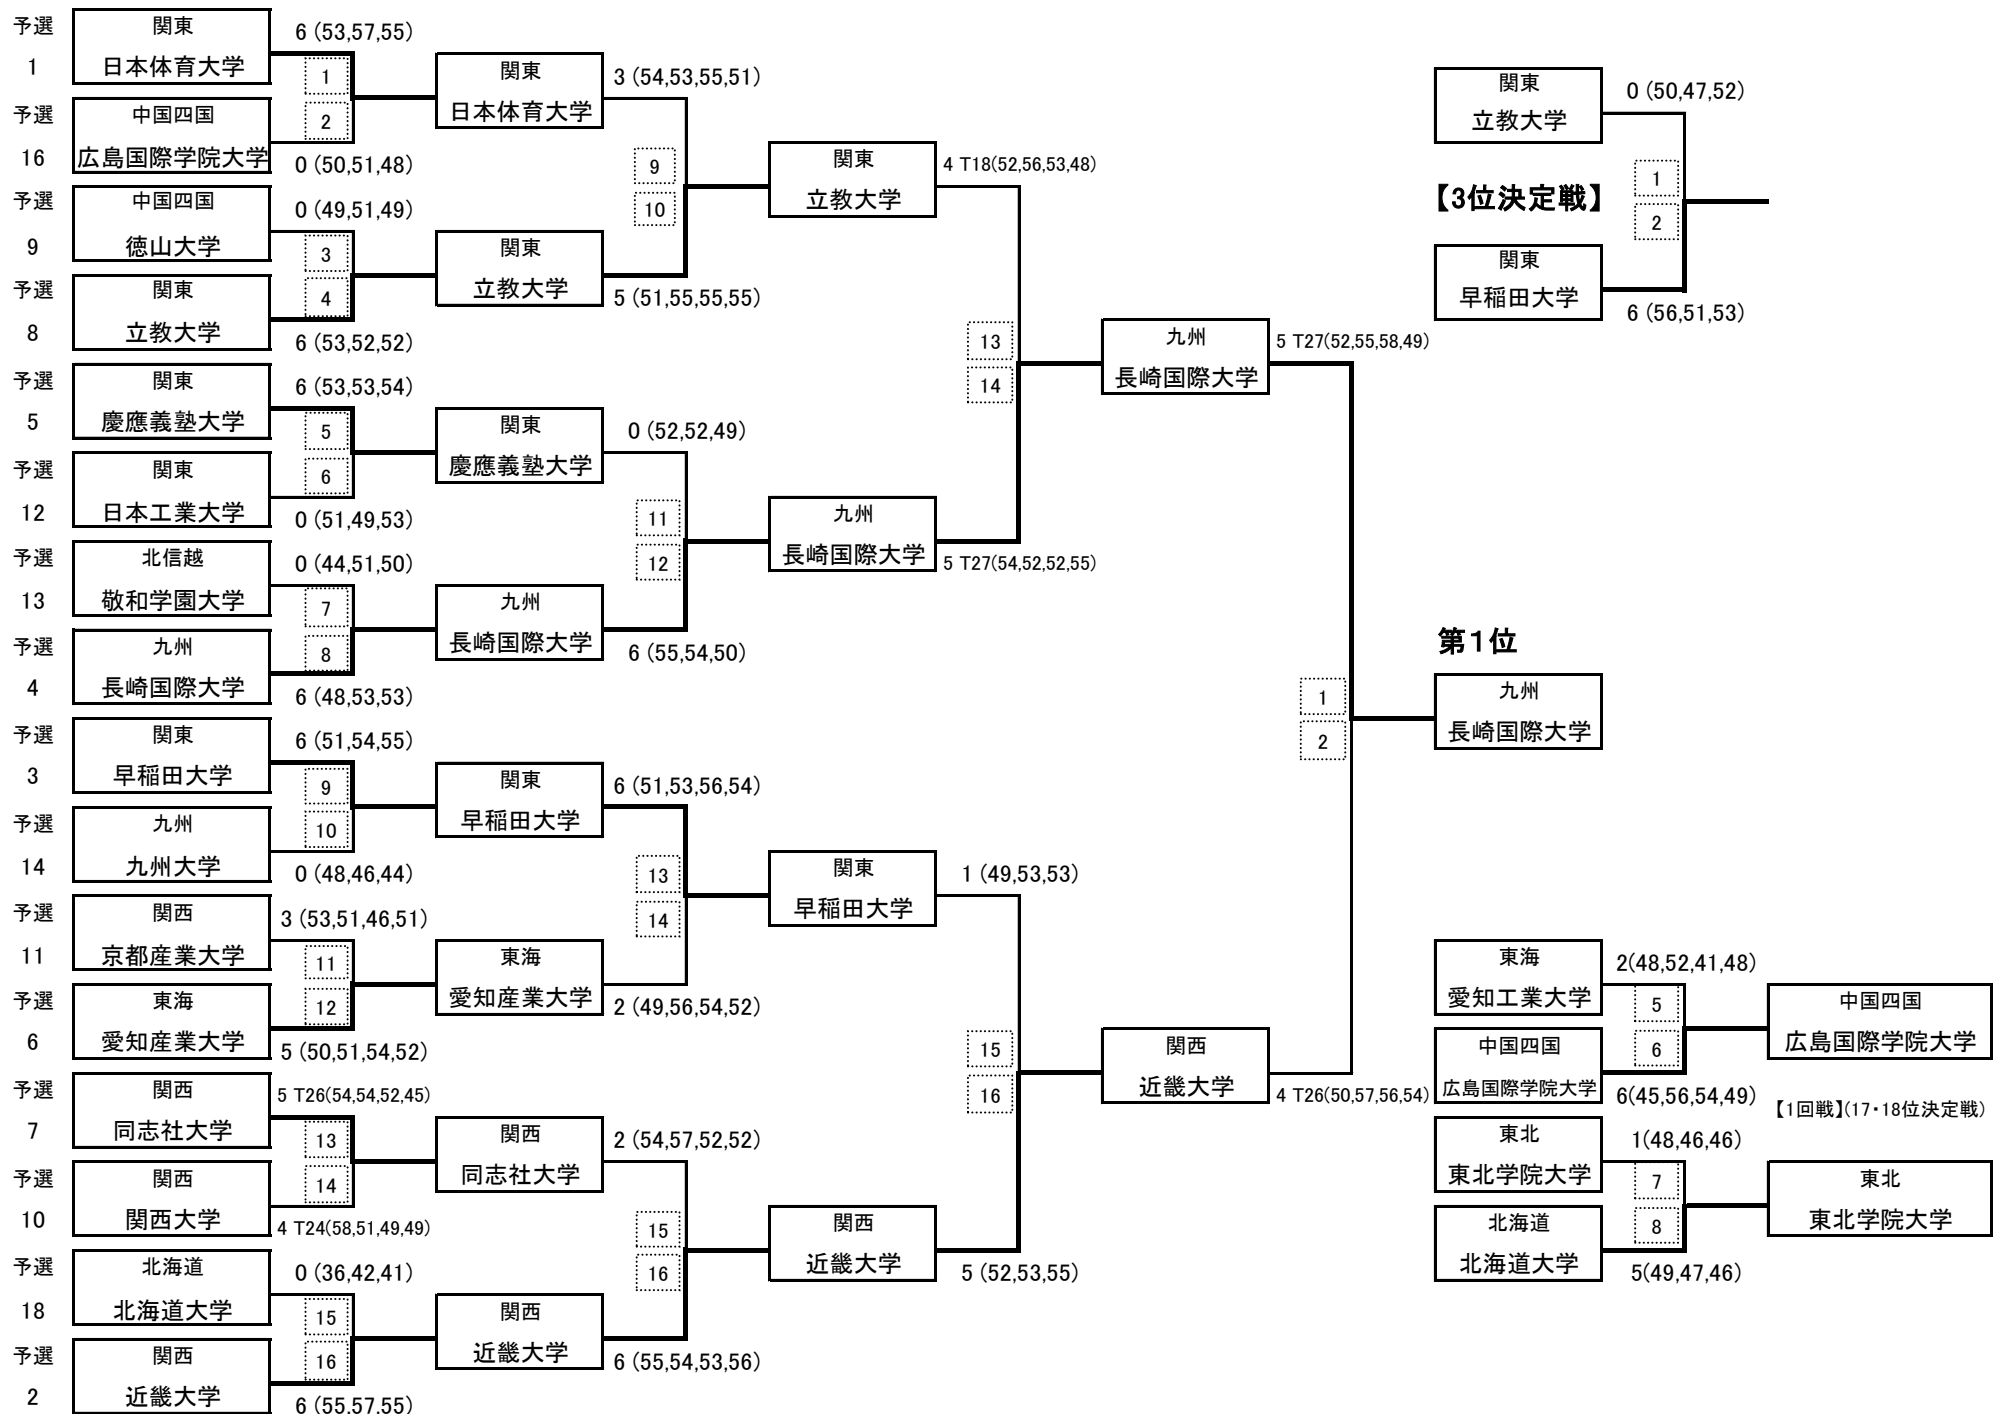 予選
1
関東
日本体育大学
6 (53,57,55)
1
2
予選
16
中国四国
広島国際学院大学
0 (50,51,48)
予選
9
中国四国
徳山大学
0 (49,51,49)
3
4
予選
8
関東
立教大学
6 (53,52,52)
予選
5
関東
慶應義塾大学
6 (53,53,54)
5
6
予選
12
関東
日本工業大学
0 (51,49,53)
予選
13
北信越
敬和学園大学
0 (44,51,50)
7
8
予選
4
九州
長崎国際大学
6 (48,53,53)
予選
3
関東
早稲田大学
6 (51,54,55)
9
10
予選
14
九州
九州大学
0 (48,46,44)
予選
11
関西
京都産業大学
3 (53,51,46,51)
11
12
予選
6
東海
愛知産業大学
5 (50,51,54,52)
予選
7
関西
同志社大学
5 T26(54,54,52,45)
13
14
予選
10
関西
関西大学
4 T24(58,51,49,49)
予選
18
北海道
北海道大学
0 (36,42,41)
15
16
予選
2
関西
近畿大学
6 (55,57,55)
関東
日本体育大学
3 (54,53,55,51)
9
10
関東
立教大学
5 (51,55,55,55)
関東
慶應義塾大学
0 (52,52,49)
11
12
九州
長崎国際大学
6 (55,54,50)
関東
早稲田大学
6 (51,53,56,54)
13
14
東海
愛知産業大学
2 (49,56,54,52)
関西
同志社大学
2 (54,57,52,52)
15
16
関西
近畿大学
6 (55,54,53,56)
関東
立教大学
4 T18(52,56,53,48)
13
14
九州
長崎国際大学
5 T27(54,52,52,55)
関東
早稲田大学
1 (49,53,53)
15
16
関西
近畿大学
5 (52,53,55)
九州
長崎国際大学
5 T27(52,55,58,49)
1
2
関西
近畿大学
4 T26(50,57,56,54)
関東
立教大学
0 (50,47,52)
【3位決定戦】
1
2
関東
早稲田大学
6 (56,51,53)
第1位
九州
長崎国際大学
東海
愛知工業大学
2(48,52,41,48)
5
6
中国四国
広島国際学院大学
6(45,56,54,49)
中国四国
広島国際学院大学
【1回戦】(17・18位決定戦)
東北
東北学院大学
1(48,46,46)
7
8
北海道
北海道大学
5(49,47,46)
東北
東北学院大学